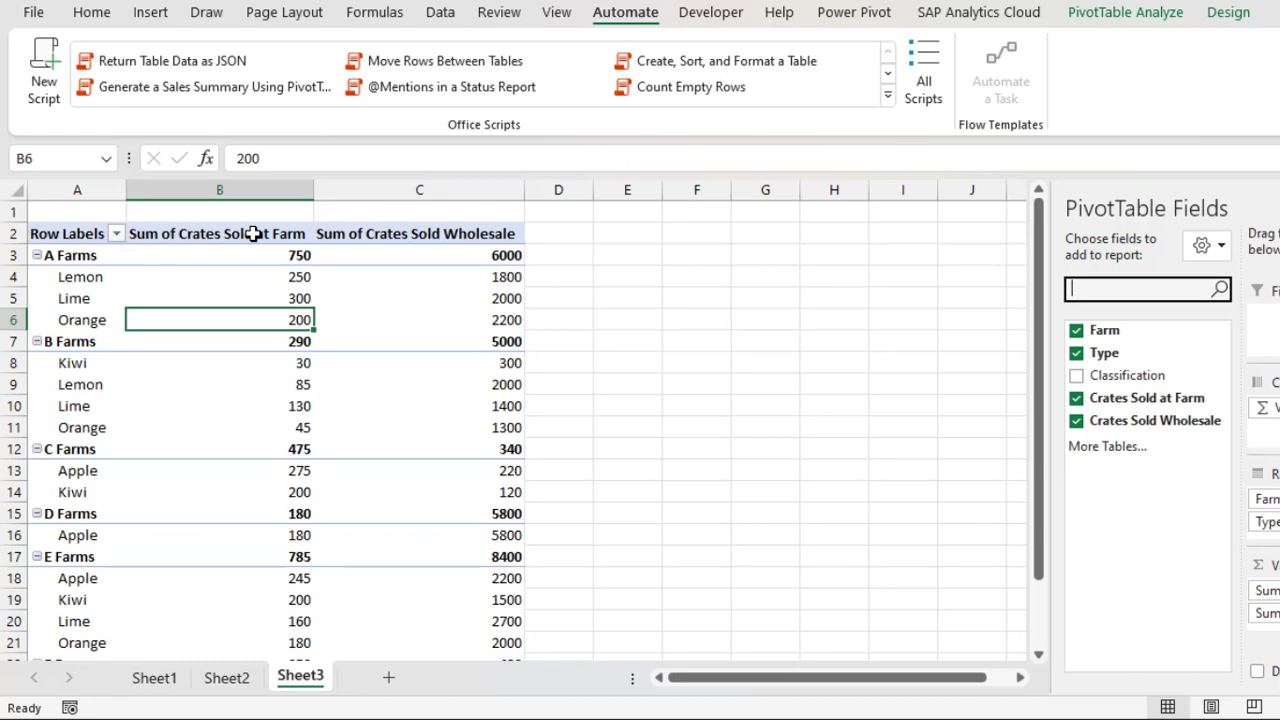 File Home Insert Draw Page Layout Formulas Data Review View Automate Developer Help Power Pivot SAP Analytics Cloud PivotTable Analyze Design
New Script
Return Table Data as JSON Move Rows Between Tables Create, Sort, and Format a Table
Generate a Sales Summary Using PivotT... @Mentions in a Status Report Count Empty Rows
All Scripts
Automate a Task
Office Scripts Flow Templates
B6 fx 200
A B C D E F G H I J
1
2 Row Labels Sum of Crates Sold at Farm Sum of Crates Sold Wholesale
3 A Farms 750 6000
4 Lemon 250 1800
5 Lime 300 2000
6 Orange 200 2200
7 B Farms 290 5000
8 Kiwi 30 300
9 Lemon 85 2000
10 Lime 130 1400
11 Orange 45 1300
12 C Farms 475 340
13 Apple 275 220
14 Kiwi 200 120
15 D Farms 180 5800
16 Apple 180 5800
17 E Farms 785 8400
18 Apple 245 2200
19 Kiwi 200 1500
20 Lime 160 2700
21 Orange 180 2000
PivotTable Fields
Choose fields to
add to report:
Farm
Type
Classification
Crates Sold at Farm
Crates Sold Wholesale
More Tables...
Drag
below
Fi
C
Σ V
R
Farm
Type
Σ Va
Sum
Sum
D
Sheet1 Sheet2 Sheet3
Ready